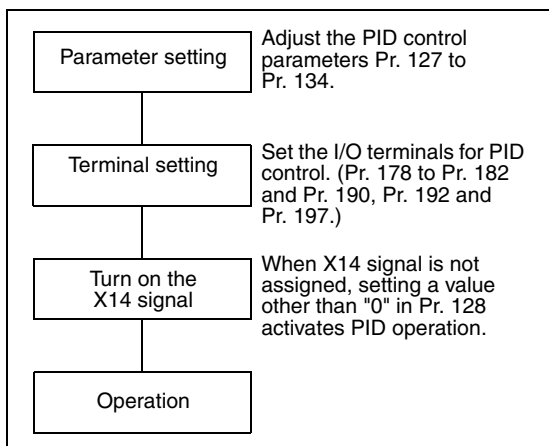 Parameter setting
Adjust the PID control
parameters Pr. 127 to
Pr. 134.
Terminal setting
Set the I/O terminals for PID
control. (Pr. 178 to Pr. 182
and Pr. 190, Pr. 192 and
Pr. 197.)
Turn on the
X14 signal
When X14 signal is not
assigned, setting a value
other than "0" in Pr. 128
activates PID operation.
Operation